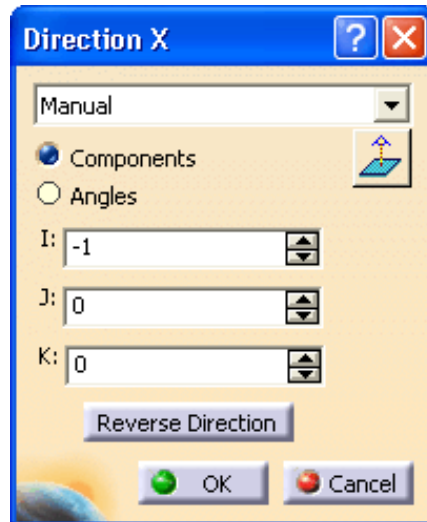 Direction X
Manual
Components
Angles
I: -1
J: 0
K: 0
Reverse Direction
OK Cancel